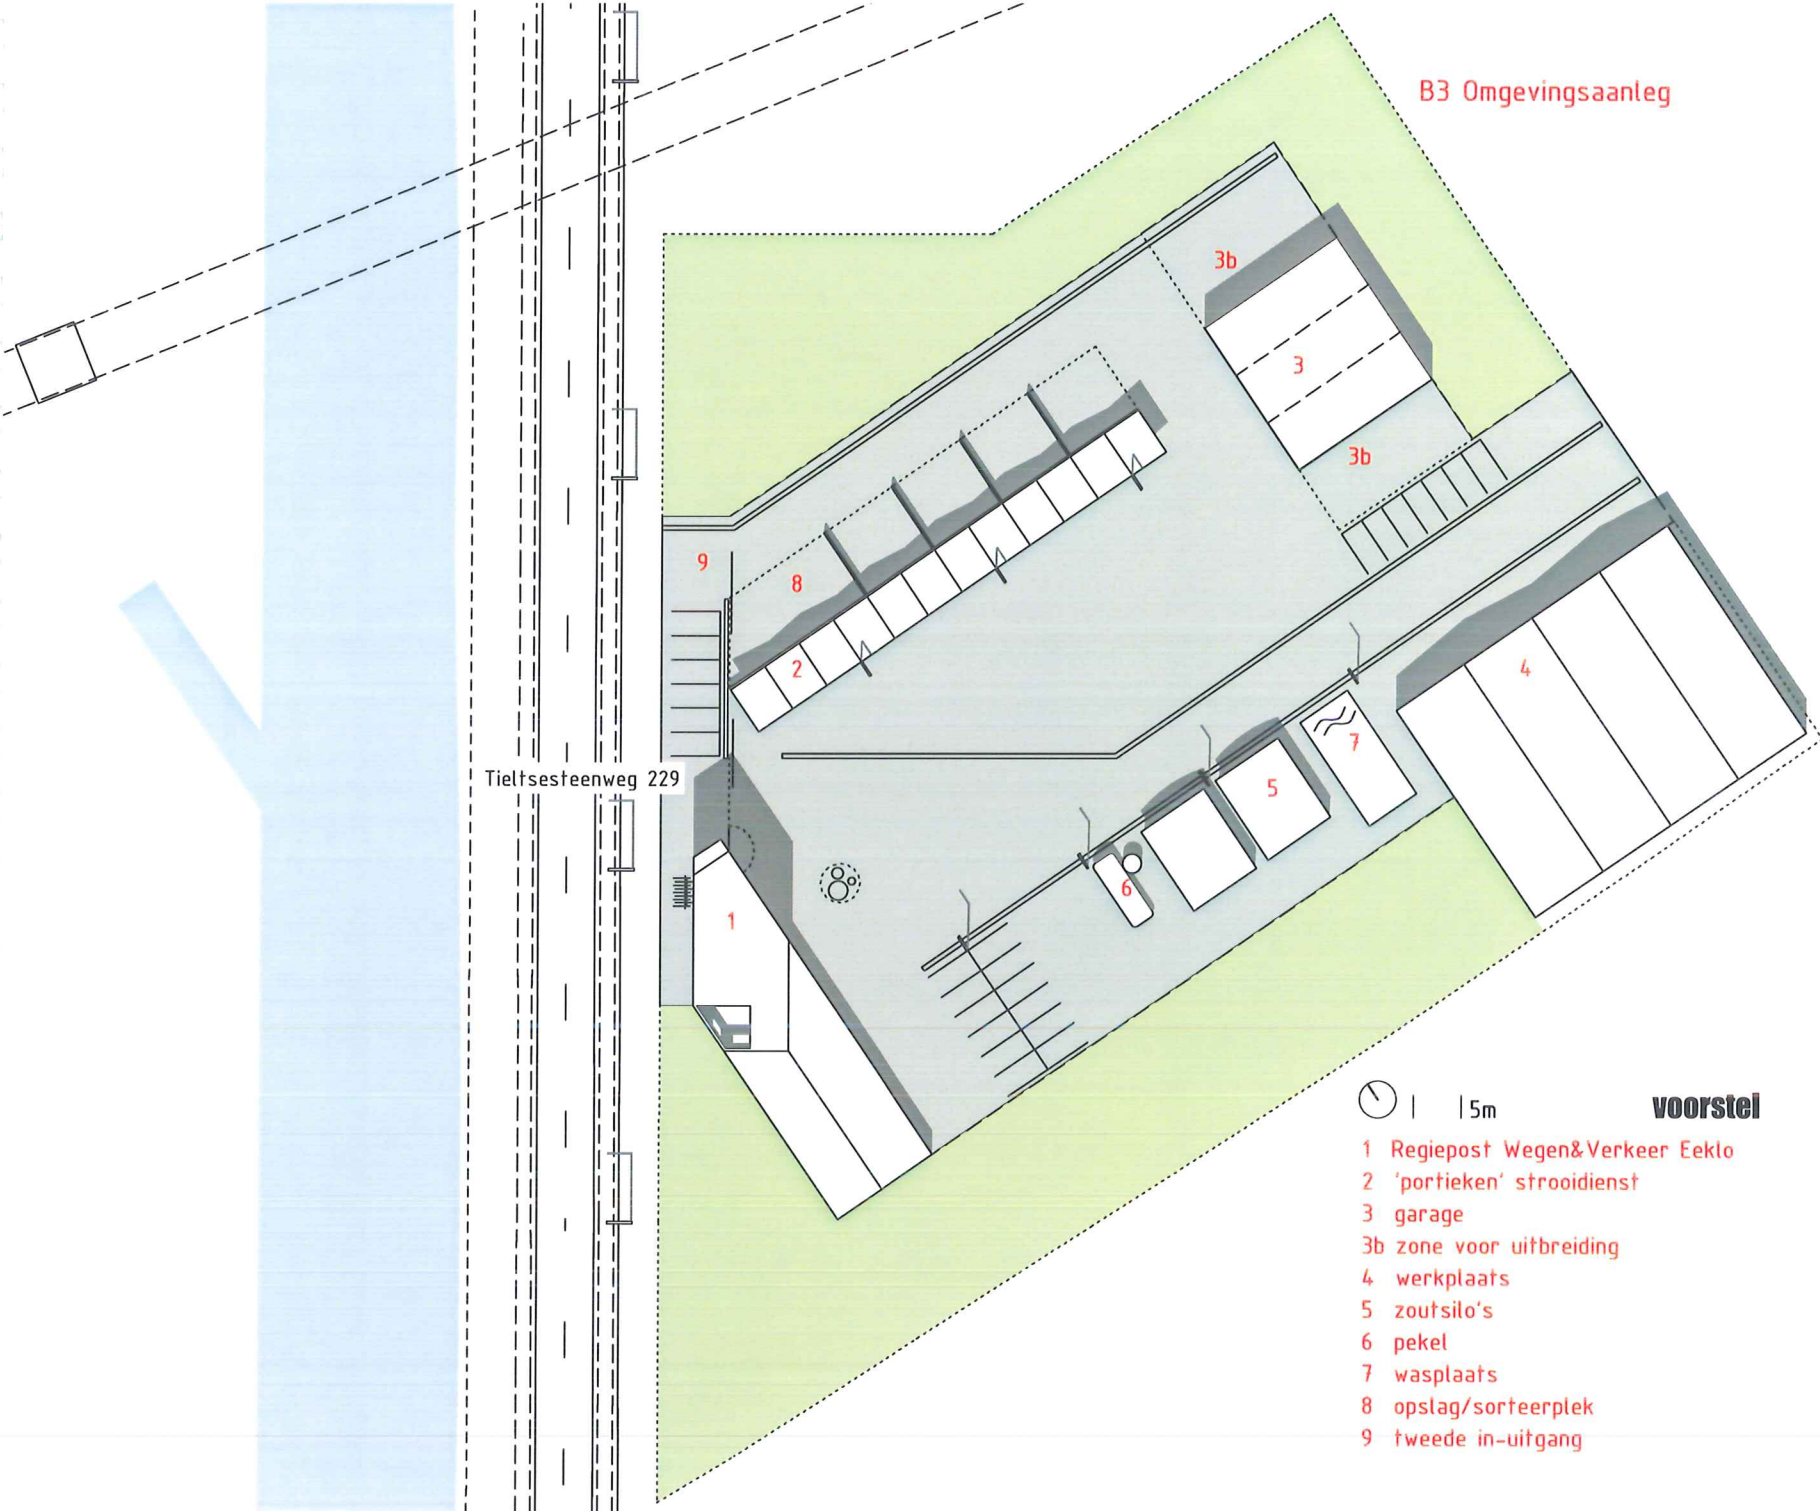 B3 Omgevingsaanleg
3b
3
3b
9
8
2
4
7
Tieltsesteenweg 229
5
6
1
5m
voorstel
1 Regiepost Wegen&Verkeer Eeklo
2 'portieken' strooidienst
3 garage
3b zone voor uitbreiding
4 werkplaats
5 zoutsilo's
6 pekel
7 wasplaats
8 opslag/sorteerplek
9 tweede in-uitgang